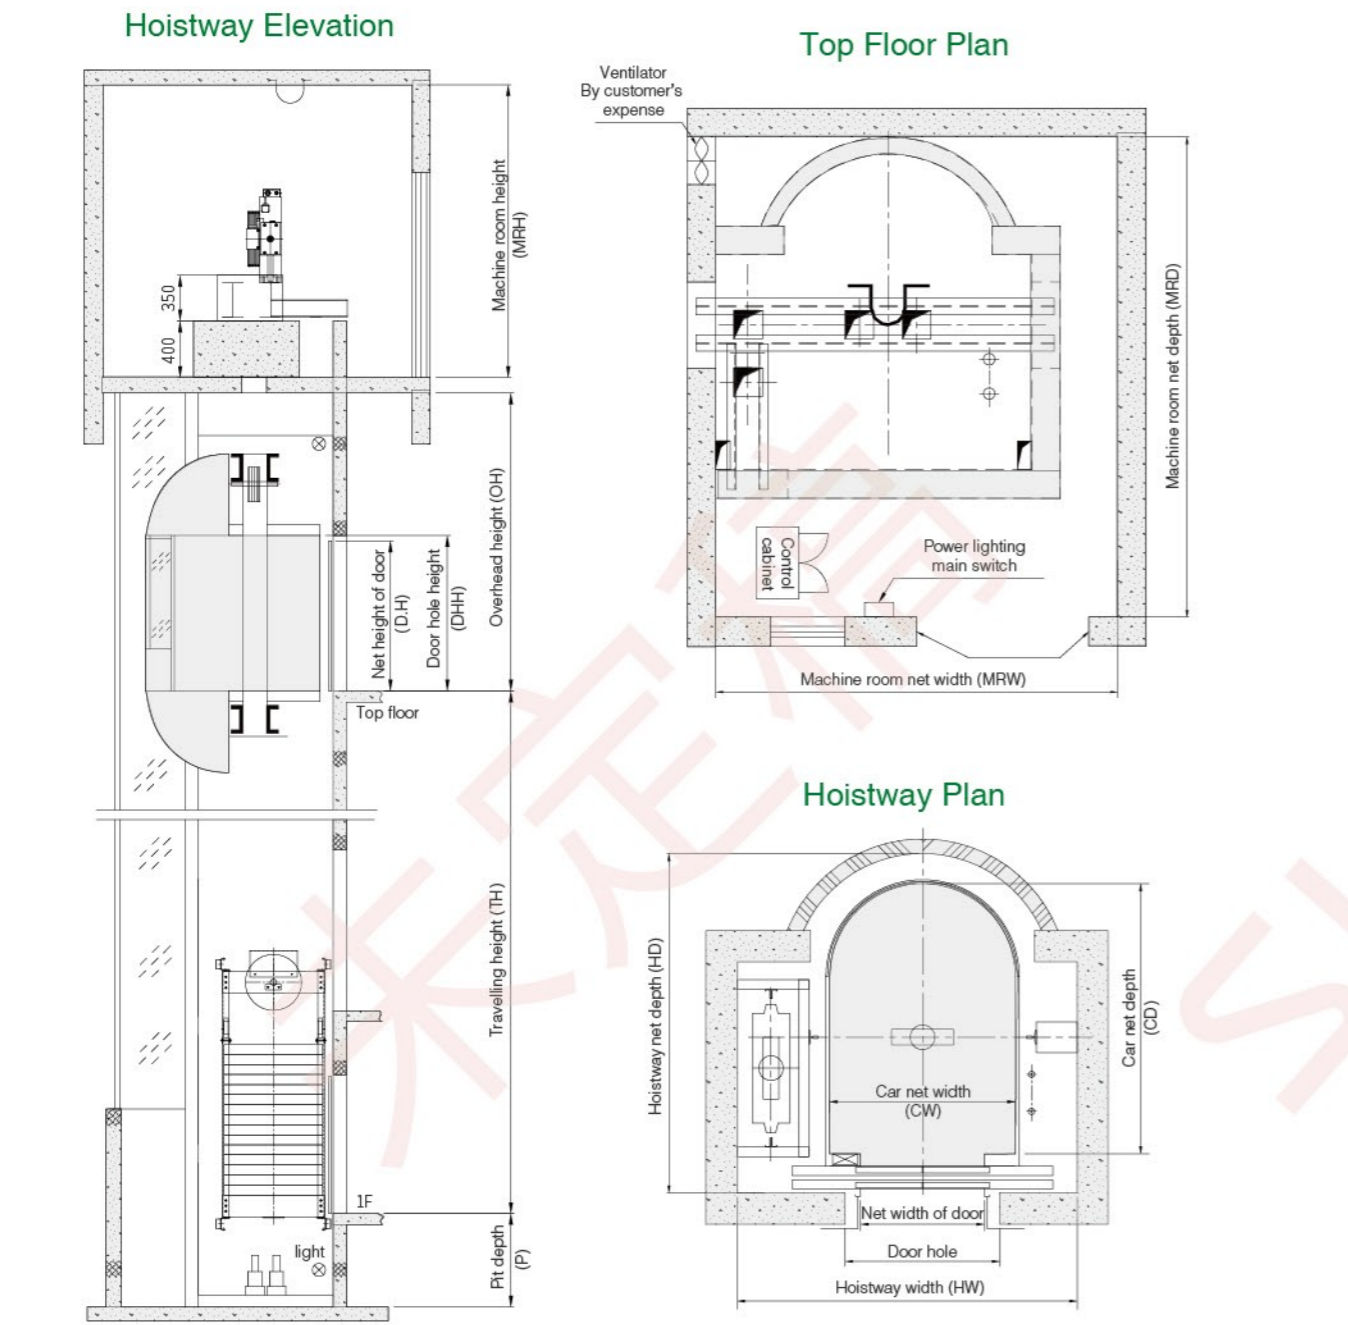 Hoistway Elevation
Machine room height
(MRH)
350
400
Overhead height (OH)
Net height of door
(D.H)
Door hole height
(DHH)
Top floor
Travelling height (TH)
1F
light
Pit depth
(P)
Top Floor Plan
Ventilator
By customer's
expense
Machine room net depth (MRD)
Control
cabinet
Power lighting
main switch
Machine room net width (MRW)
Hoistway Plan
Hoistway net depth (HD)
Car net depth
(CD)
Car net width
(CW)
Net width of door
Door hole
Hoistway width (HW)
未定稿